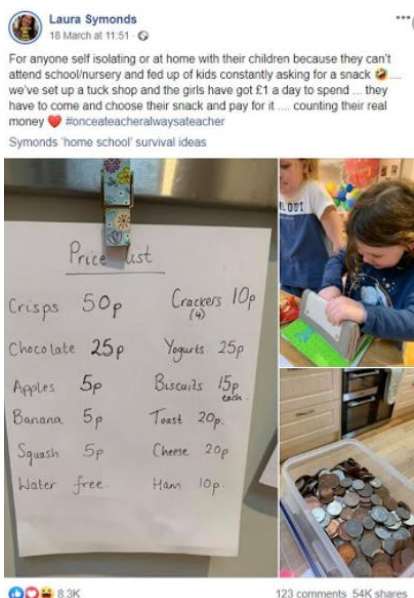 Laura Symonds
18 March at 11:51
For anyone self isolating or at home with their children because they can't
attend school/nursery and fed up of kids constantly asking for a snack 🤣 ....
we've set up a tuck shop and the girls have got £1 a day to spend ... they
have to come and choose their snack and pay for it .... counting their real
money ❤️ #onceateacheralwaysateacher
Symonds 'home school' survival ideas
Price List
Crisps 50p
Chocolate 25p
Apples 5p
Banana 5p
Squash 5p
Water free.
Crackers 10p
(4)
Yogurts 25p
Biscuits 15p
each.
Toast 20p.
Cheese 20p
Ham 10p.
8.3K
123 comments 54K shares